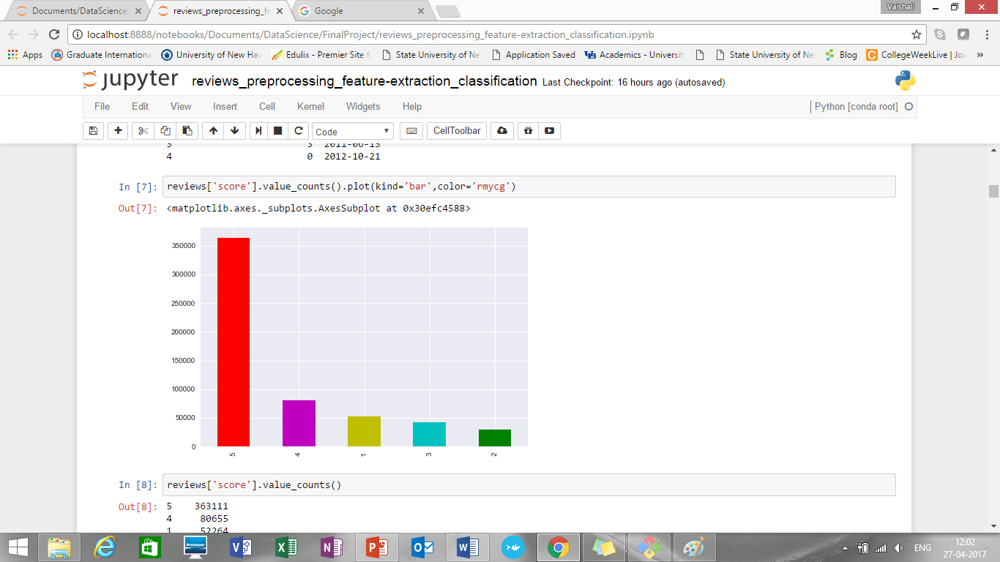 Documents/DataScience
reviews_preprocessing_fe
Google
Vaishali
localhost:8888/notebooks/Documents/DataScience/FinalProject/reviews_preprocessing_feature-extraction_classification.ipynb
Apps
Graduate Internationa
University of New Hav
Edulix - Premier Site f
State University of Ne
Application Saved
Academics - Universit
State University of Ne
Blog
CollegeWeekLive | Joi
jupyter
reviews_preprocessing_feature-extraction_classification Last Checkpoint: 16 hours ago (autosaved)
File Edit View Insert Cell Kernel Widgets Help
Python [conda root]
Code
CellToolbar
3 3 2011-06-13
4 0 2012-10-21
In [7]: reviews['score'].value_counts().plot(kind='bar',color='rmycg')
Out[7]: <matplotlib.axes._subplots.AxesSubplot at 0x30efc4588>
350000
300000
250000
200000
150000
100000
50000
0
5 4 1 3 2
In [8]: reviews['score'].value_counts()
Out[8]: 5 363111
4 80655
1 52264
lenovo
ENG
12:02
27-04-2017